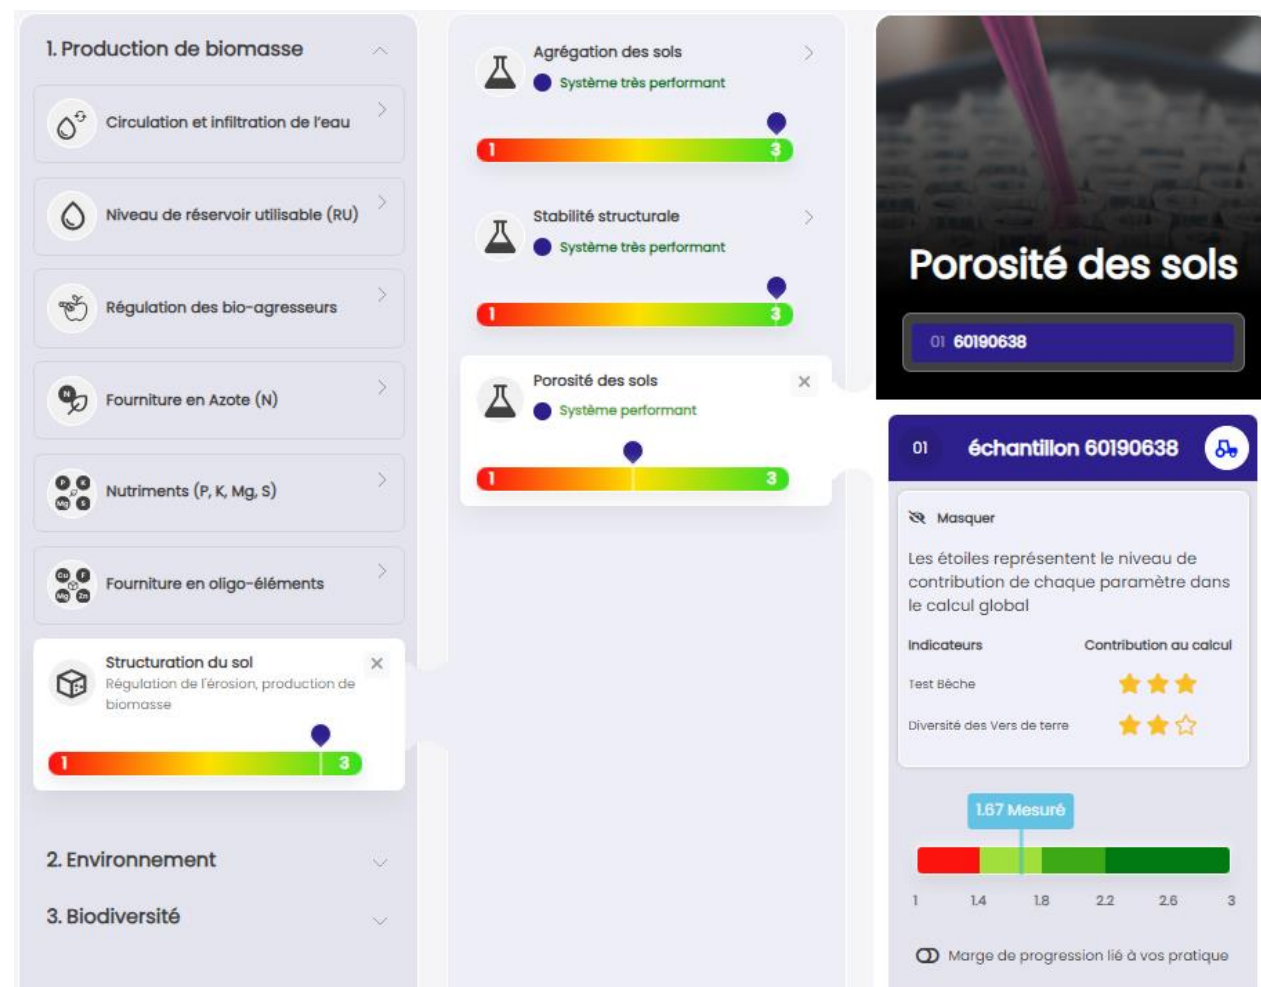 1. Production de biomasse
Circulation et infiltration de l'eau
Niveau de réservoir utilisable (RU)
Régulation des bio-agresseurs
N
Fourniture en Azote (N)
P K
Mg S
Nutriments (P, K, Mg, S)
Cu F
Mg Zn
Fourniture en oligo-éléments
Structuration du sol
Régulation de l'érosion, production de
biomasse
1 3
2. Environnement
3. Biodiversité
Agrégation des sols
Système très performant
1 3
Stabilité structurale
Système très performant
1 3
Porosité des sols
Système performant
1 3
Porosité des sols
01 60190638
01 échantillon 60190638
Masquer
Les étoiles représentent le niveau de
contribution de chaque paramètre dans
le calcul global
Indicateurs Contribution au calcul
Test Bêche
Diversité des Vers de terre
1.67 Mesuré
1 1.4 1.8 2.2 2.6 3
Marge de progression lié à vos pratique